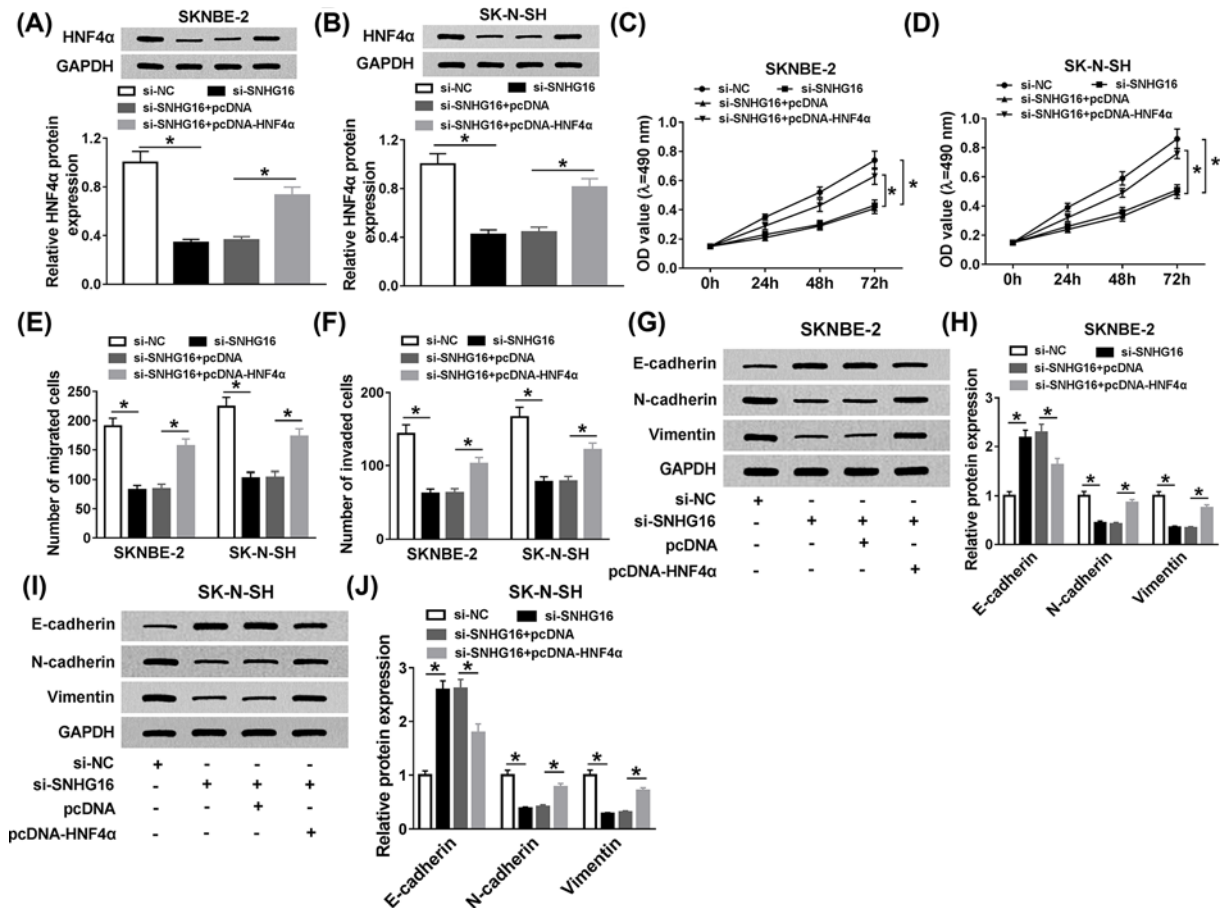 (A)
SKNBE-2
HNF4α
GAPDH
si-NC
si-SNHG16
si-SNHG16+pcDNA
si-SNHG16+pcDNA-HNF4α
Relative HNF4α protein
expression
1.2
0.8
0.4
0.0
*
*
(B)
SK-N-SH
HNF4α
GAPDH
si-NC
si-SNHG16
si-SNHG16+pcDNA
si-SNHG16+pcDNA-HNF4α
Relative HNF4α protein
expression
1.2
0.8
0.4
0.0
*
*
(C)
SKNBE-2
si-NC
si-SNHG16
si-SNHG16+pcDNA
si-SNHG16+pcDNA-HNF4α
OD value (λ=490 nm)
1.0
0.8
0.6
0.4
0.2
0.0
0h 24h 48h 72h
*
*
(D)
SK-N-SH
si-NC
si-SNHG16
si-SNHG16+pcDNA
si-SNHG16+pcDNA-HNF4α
OD value (λ=490 nm)
1.0
0.8
0.6
0.4
0.2
0.0
0h 24h 48h 72h
*
*
(E)
si-NC
si-SNHG16
si-SNHG16+pcDNA
si-SNHG16+pcDNA-HNF4α
Number of migrated cells
250
200
150
100
50
0
*
*
*
*
SKNBE-2 SK-N-SH
(F)
si-NC
si-SNHG16
si-SNHG16+pcDNA
si-SNHG16+pcDNA-HNF4α
Number of invaded cells
150
100
50
0
*
*
*
*
SKNBE-2 SK-N-SH
(G)
SKNBE-2
E-cadherin
N-cadherin
Vimentin
GAPDH
si-NC + - - -
si-SNHG16 - + + +
pcDNA - - + -
pcDNA-HNF4α - - - +
(H)
SKNBE-2
si-NC
si-SNHG16
si-SNHG16+pcDNA
si-SNHG16+pcDNA-HNF4α
Relative protein expression
3
2
1
0
* *
* *
* *
E-cadherin N-cadherin Vimentin
(I)
SK-N-SH
E-cadherin
N-cadherin
Vimentin
GAPDH
si-NC + - - -
si-SNHG16 - + + +
pcDNA - - + -
pcDNA-HNF4α - - - +
(J)
SK-N-SH
si-NC
si-SNHG16
si-SNHG16+pcDNA
si-SNHG16+pcDNA-HNF4α
Relative protein expression
3
2
1
0
* *
* *
* *
E-cadherin N-cadherin Vimentin